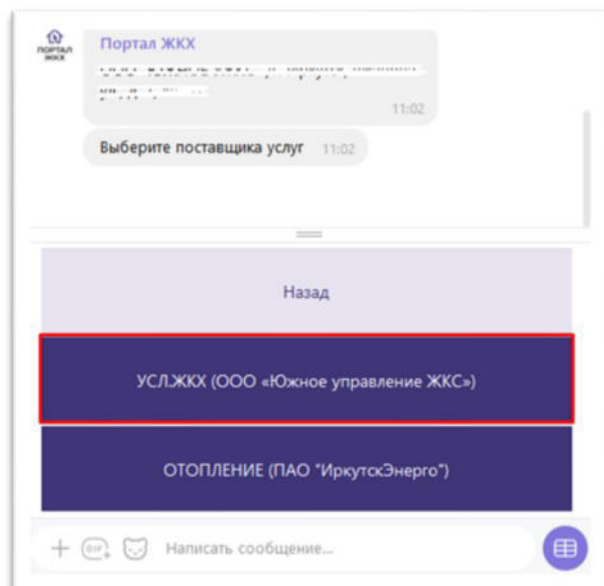 ПОРТАЛ
ЖКХ
Портал ЖКХ
11:02
Выберите поставщика услуг 11:02
Назад
УСЛ.ЖКХ (ООО «Южное управление ЖКС»)
ОТОПЛЕНИЕ (ПАО "ИркутскЭнерго")
GIF
Написать сообщение...